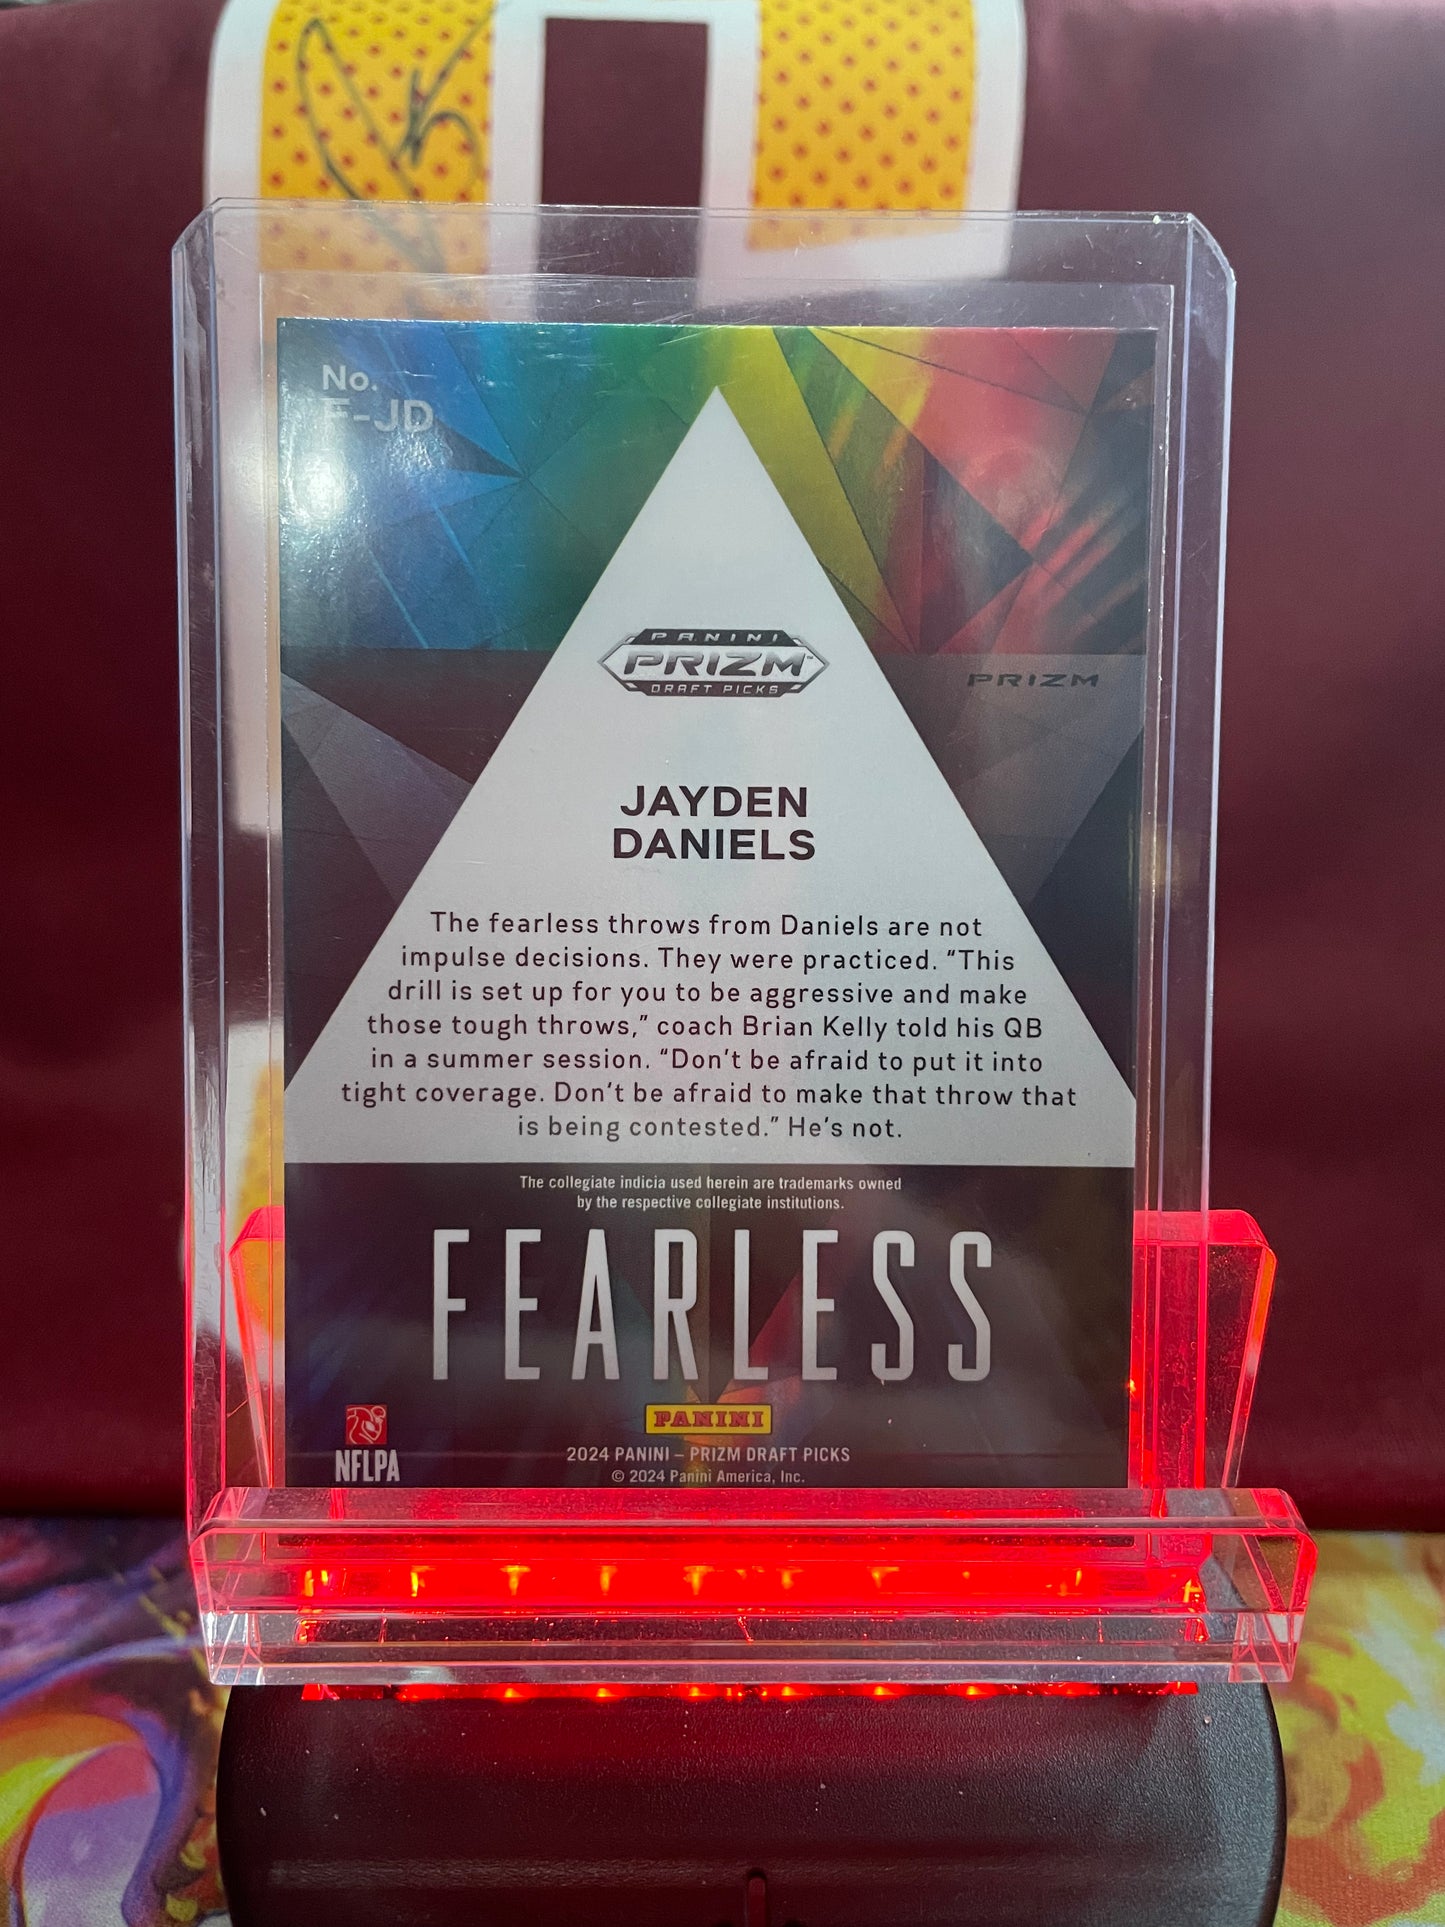 No.
F-JD
PANINI
PRIZM
DRAFT PICKS
PRIZM
JAYDEN
DANIELS
The fearless throws from Daniels are not
impulse decisions. They were practiced. “This
drill is set up for you to be aggressive and make
those tough throws,” coach Brian Kelly told his QB
in a summer session. “Don’t be afraid to put it into
tight coverage. Don’t be afraid to make that throw that
is being contested.” He’s not.
The collegiate indicia used herein are trademarks owned
by the respective collegiate institutions.
FEARLESS
PANINI
NFLPA
2024 PANINI – PRIZM DRAFT PICKS
© 2024 Panini America, Inc.